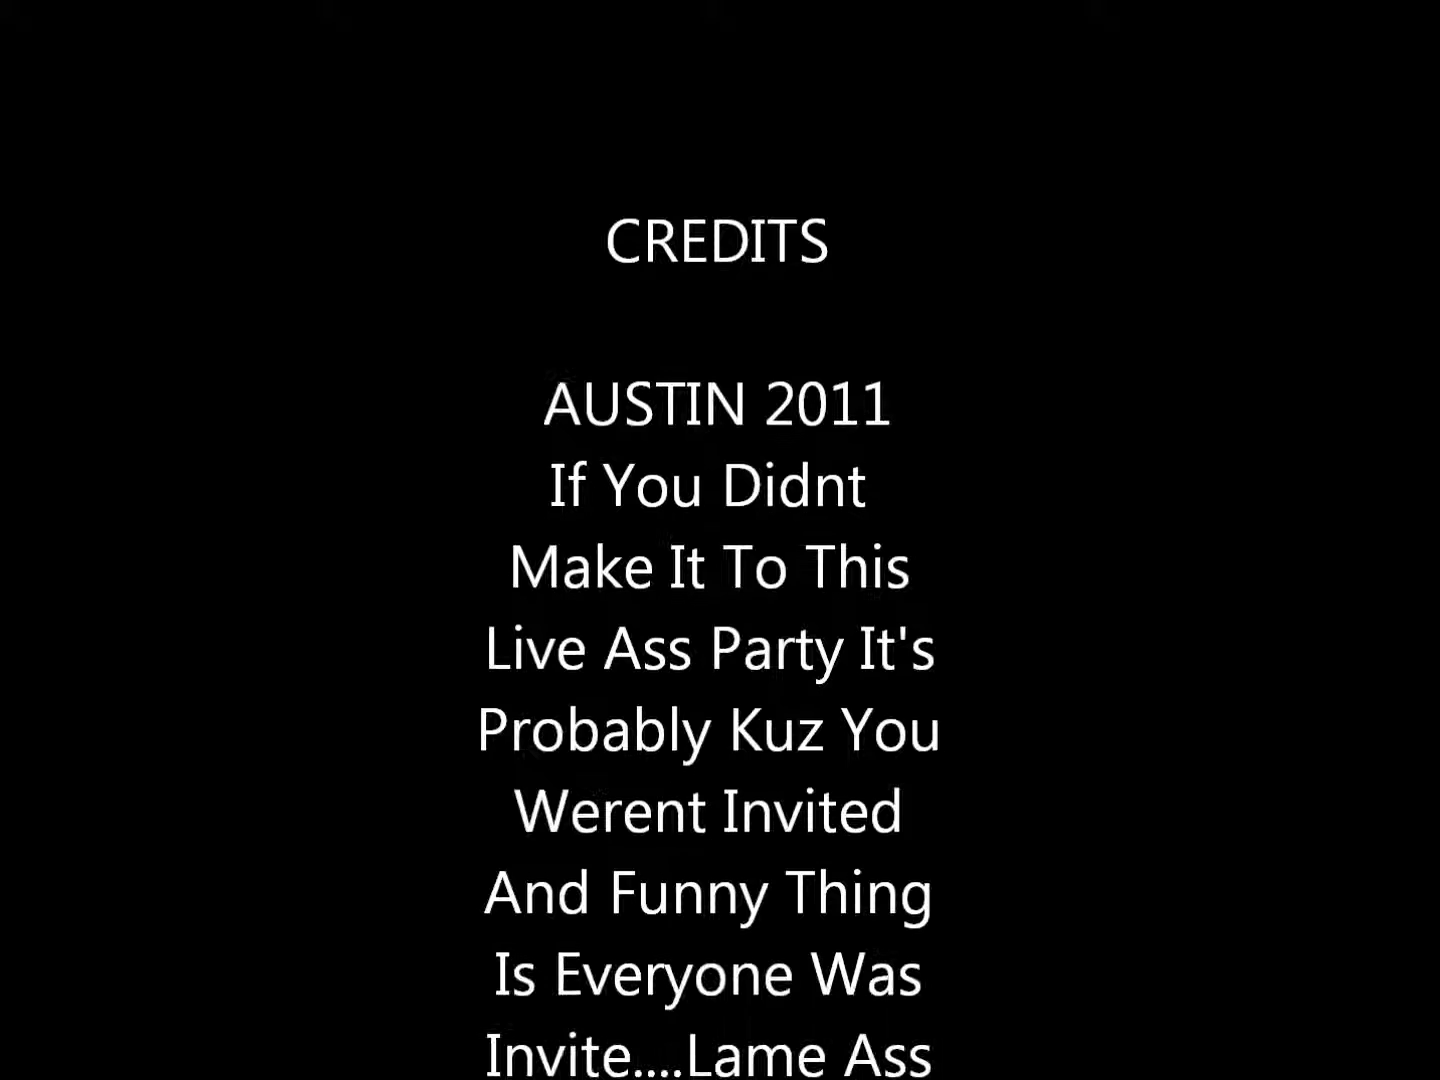 CREDITS
AUSTIN 2011
If You Didnt
Make It To This
Live Ass Party It's
Probably Kuz You
Werent Invited
And Funny Thing
Is Everyone Was
Invite....Lame Ass